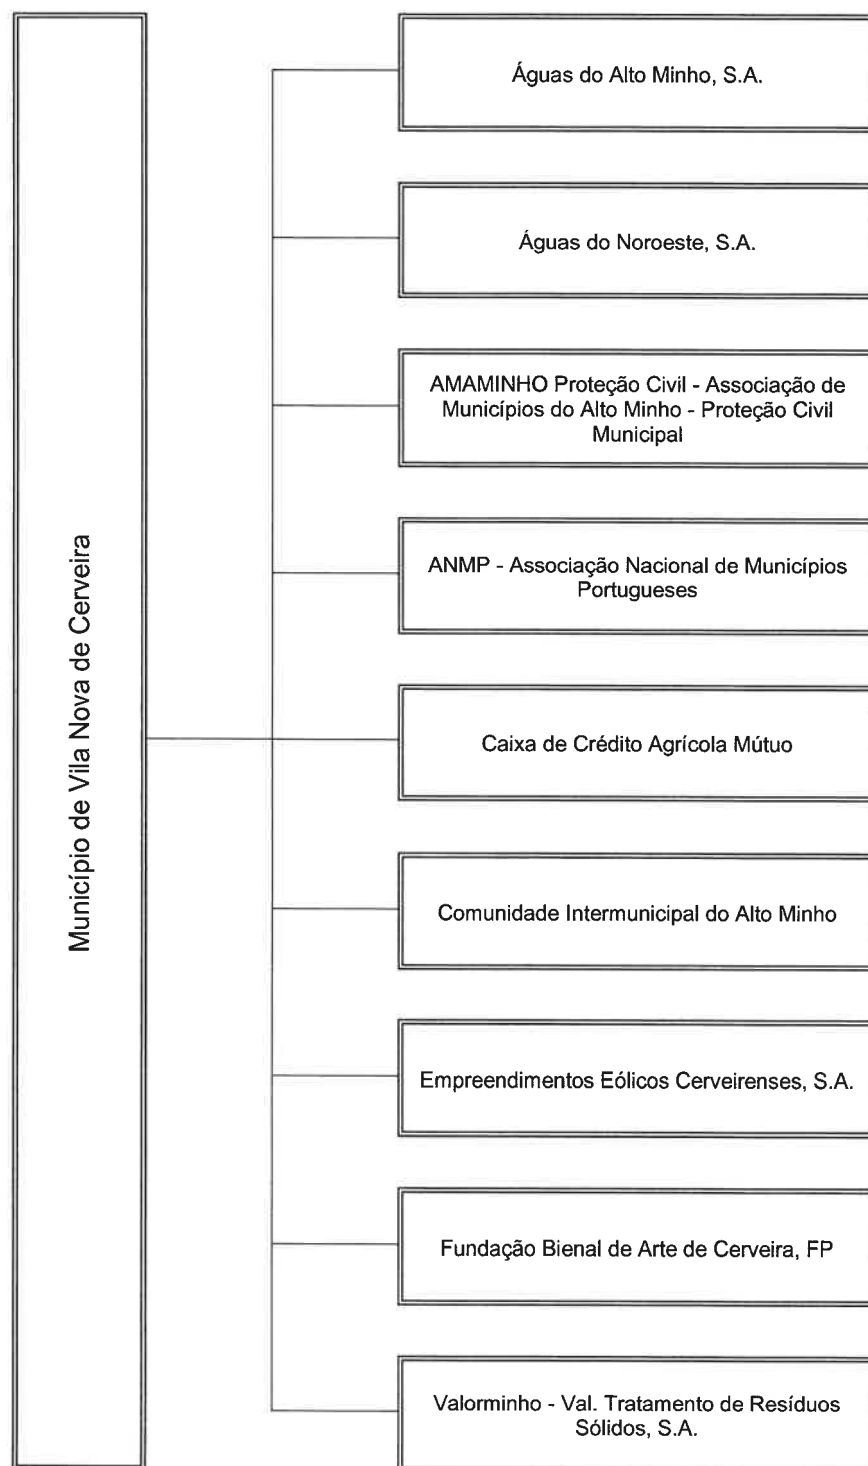 Município de Vila Nova de Cerveira
Águas do Alto Minho, S.A.
Águas do Noroeste, S.A.
AMAMINHO Proteção Civil - Associação de
Municípios do Alto Minho - Proteção Civil
Municipal
ANMP - Associação Nacional de Municípios
Portugueses
Caixa de Crédito Agrícola Mútuo
Comunidade Intermunicipal do Alto Minho
Empreendimentos Eólicos Cerveirenses, S.A.
Fundação Bienal de Arte de Cerveira, FP
Valorminho - Val. Tratamento de Resíduos
Sólidos, S.A.